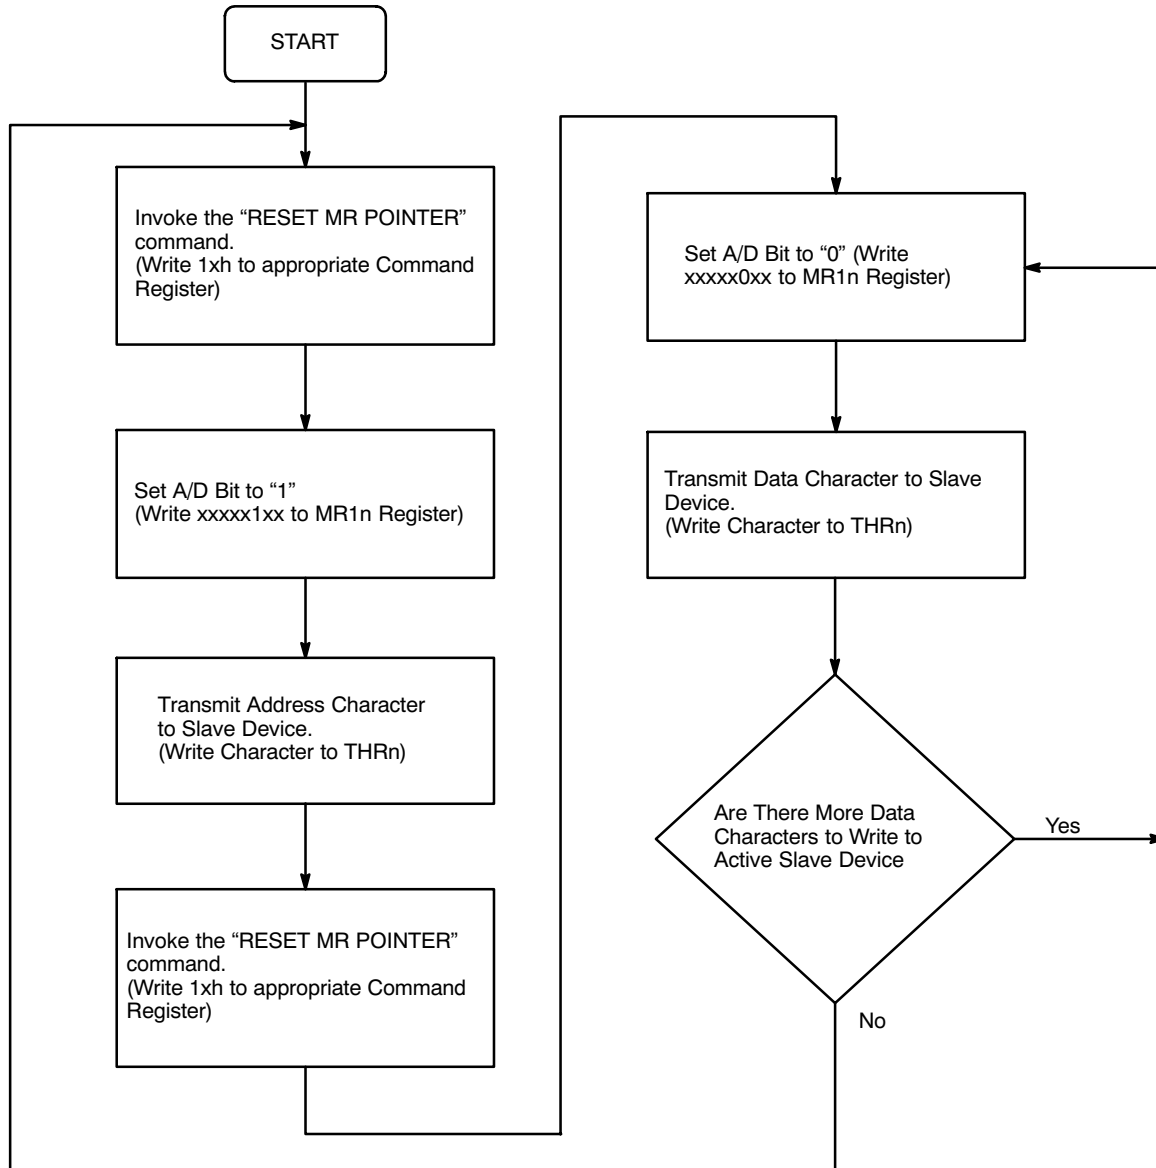 START
Invoke the “RESET MR POINTER”
command.
(Write 1xh to appropriate Command
Register)
Set A/D Bit to “1”
(Write xxxxx1xx to MR1n Register)
Transmit Address Character
to Slave Device.
(Write Character to THRn)
Invoke the “RESET MR POINTER”
command.
(Write 1xh to appropriate Command
Register)
Set A/D Bit to “0” (Write
xxxxx0xx to MR1n Register)
Transmit Data Character to Slave
Device.
(Write Character to THRn)
Are There More Data
Characters to Write to
Active Slave Device
Yes
No